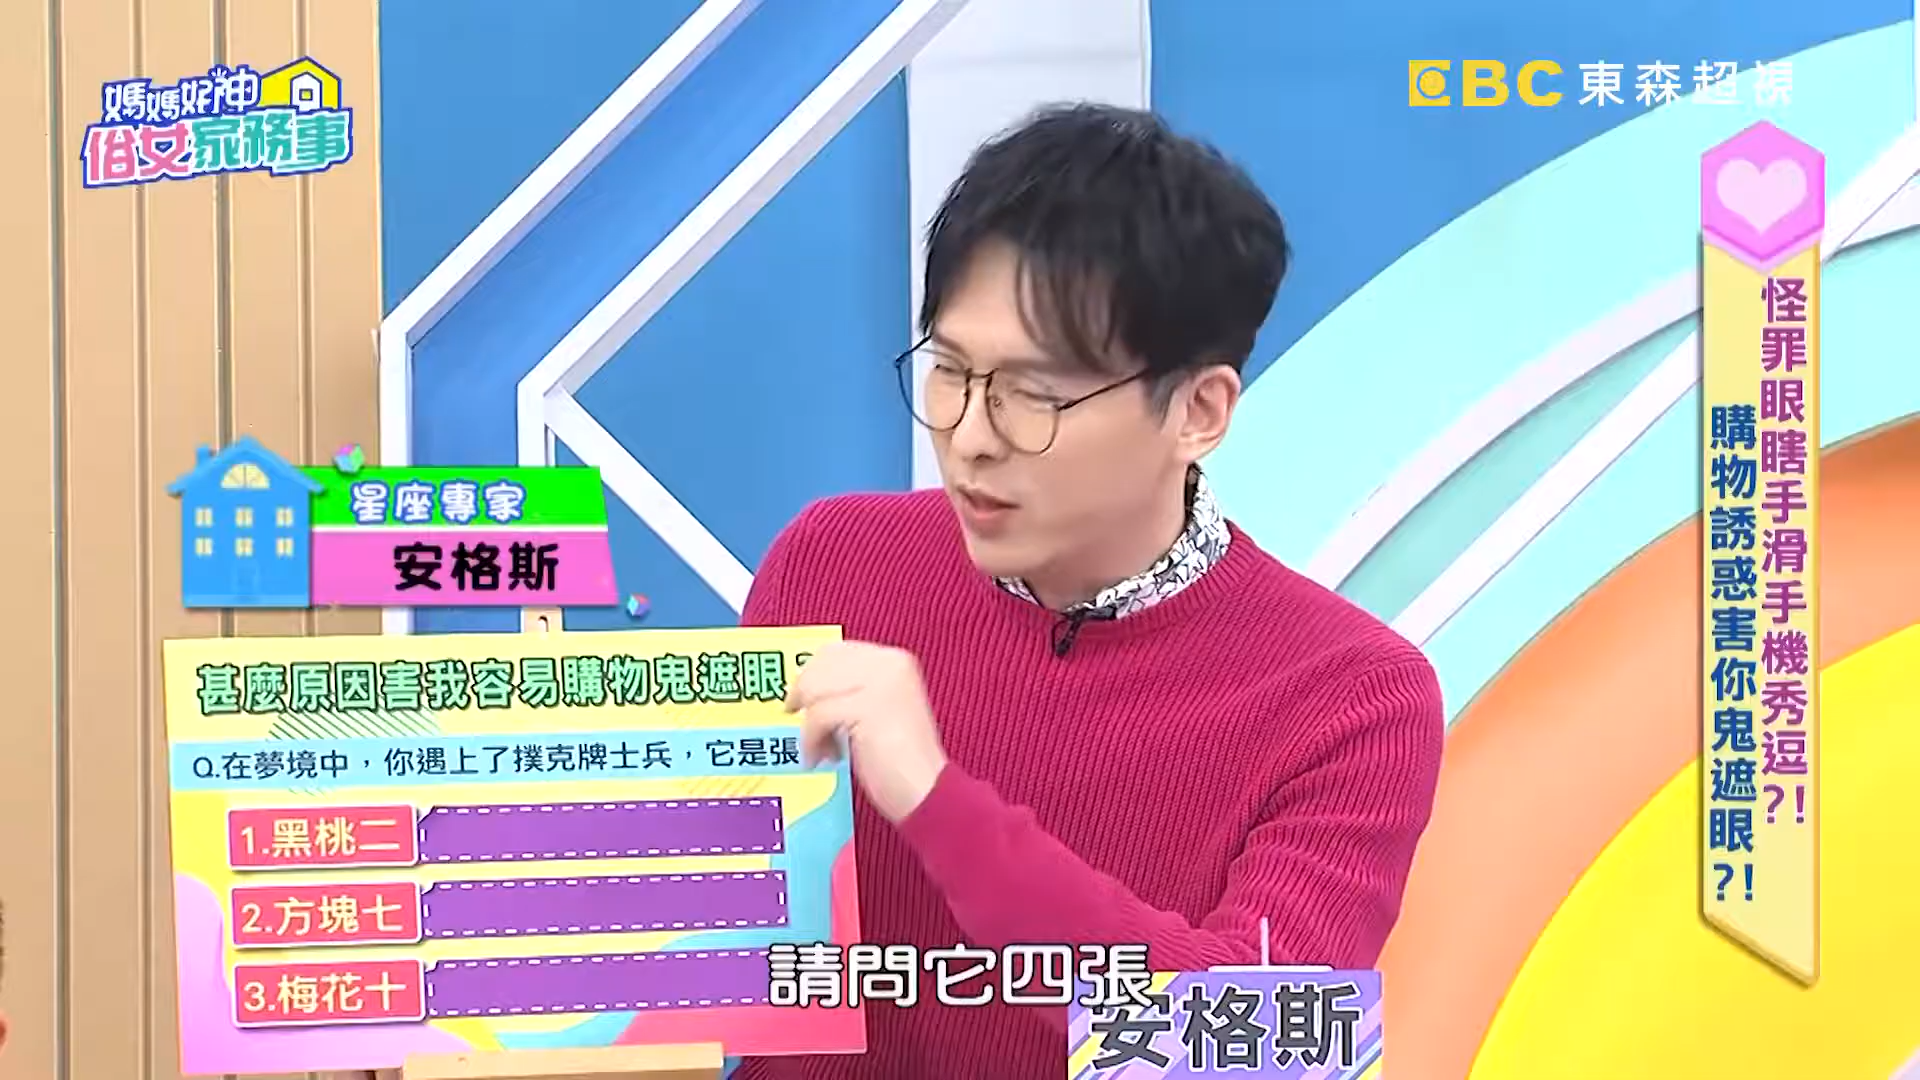 媽媽好神
俗女家務事
EBC 東森超視
怪罪眼瞎手滑手機秀逗?!
購物誘惑害你鬼遮眼?!
星座專家
安格斯
甚麼原因害我容易購物鬼遮眼?
Q.在夢境中，你遇上了撲克牌士兵，它是張
1.黑桃二
2.方塊七
3.梅花十
請問它四張
安格斯